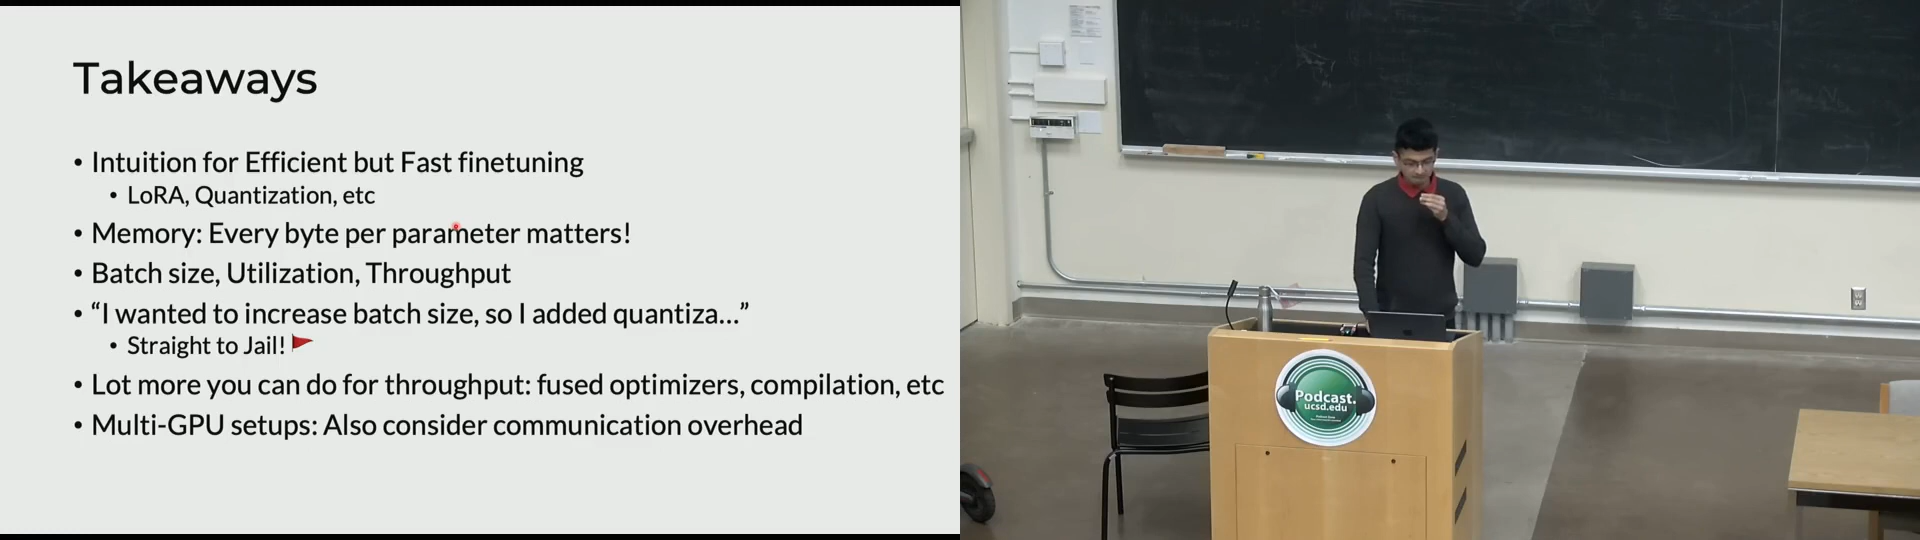 Takeaways
• Intuition for Efficient but Fast finetuning
• LoRA, Quantization, etc
• Memory: Every byte per parameter matters!
• Batch size, Utilization, Throughput
• “I wanted to increase batch size, so I added quantiza...”
• Straight to Jail!
• Lot more you can do for throughput: fused optimizers, compilation, etc
• Multi-GPU setups: Also consider communication overhead
Podcast.
ucsd.edu